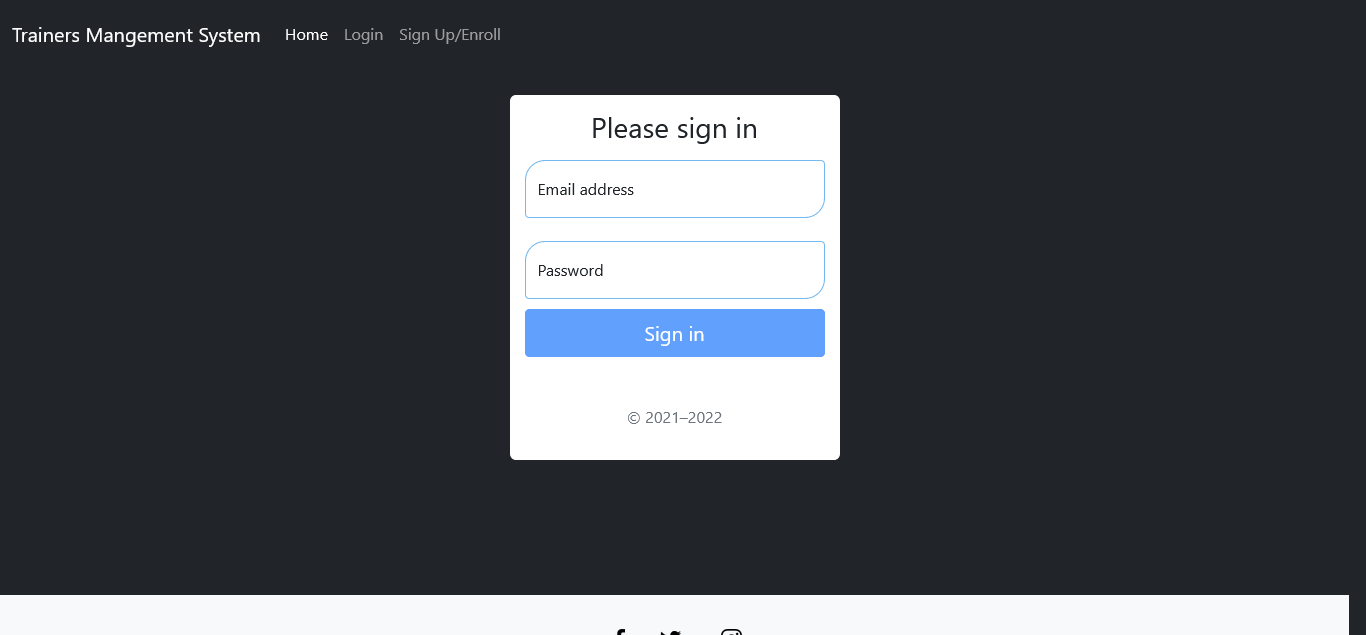 Trainers Mangement System Home Login Sign Up/Enroll
Please sign in
Email address
Password
Sign in
© 2021–2022